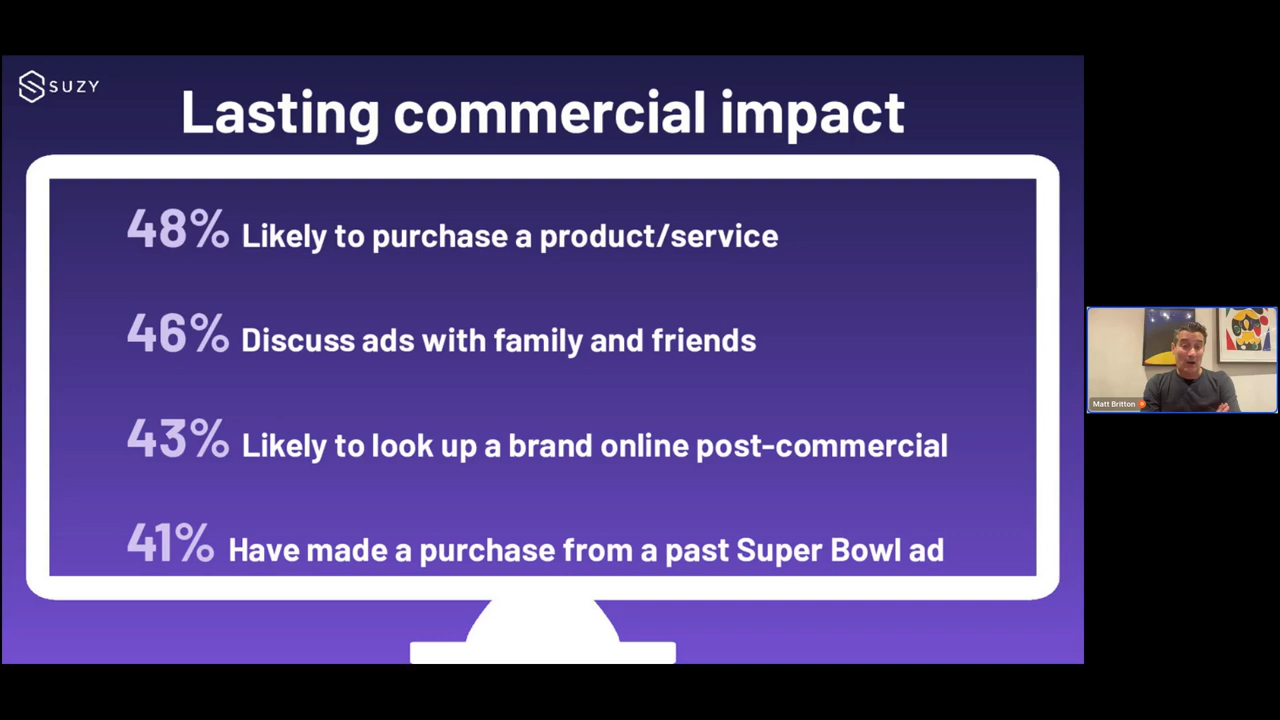 SUZY
Lasting commercial impact
48% Likely to purchase a product/service
46% Discuss ads with family and friends
43% Likely to look up a brand online post-commercial
41% Have made a purchase from a past Super Bowl ad
Matt Britton